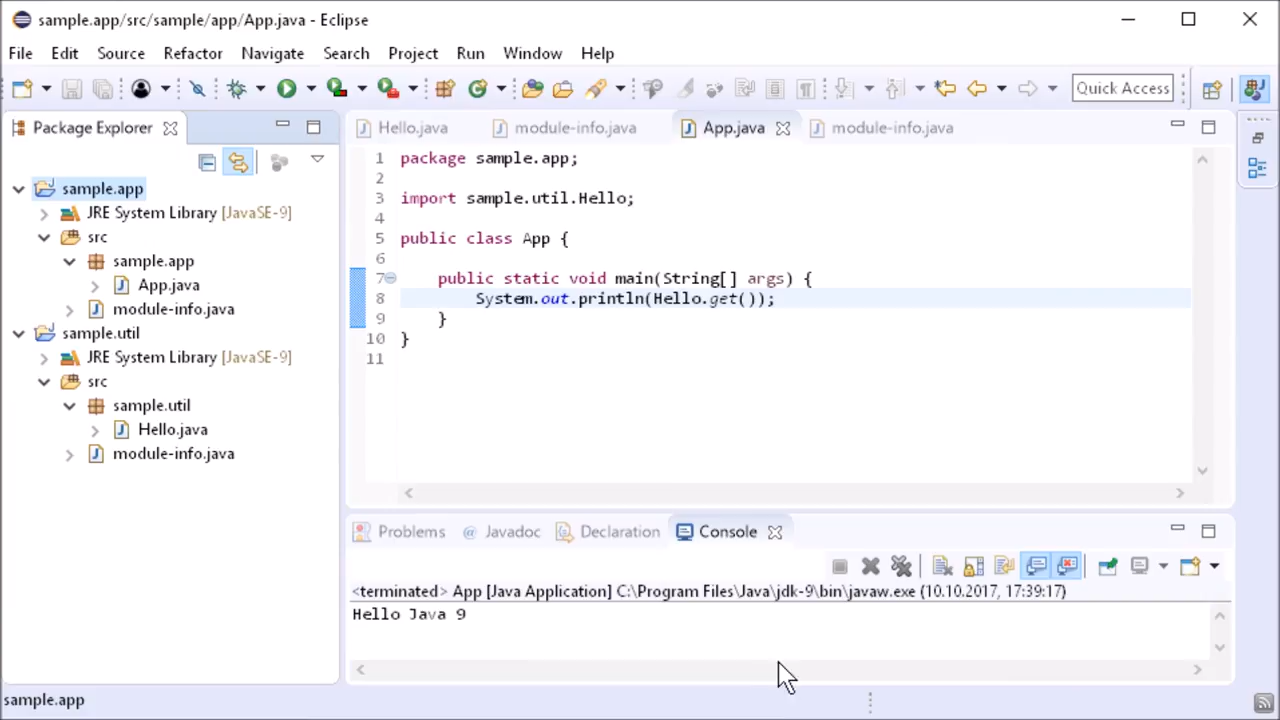 sample.app/src/sample/app/App.java - Eclipse
File Edit Source Refactor Navigate Search Project Run Window Help
Quick Access
Package Explorer
sample.app
JRE System Library [JavaSE-9]
src
sample.app
App.java
module-info.java
sample.util
JRE System Library [JavaSE-9]
src
sample.util
Hello.java
module-info.java
Hello.java module-info.java App.java module-info.java
1 package sample.app;
2
3 import sample.util.Hello;
4
5 public class App {
6
7 public static void main(String[] args) {
8 System.out.println(Hello.get());
9 }
10 }
11
Problems @ Javadoc Declaration Console
<terminated> App [Java Application] C:\Program Files\Java\jdk-9\bin\javaw.exe (10.10.2017, 17:39:17)
Hello Java 9
sample.app